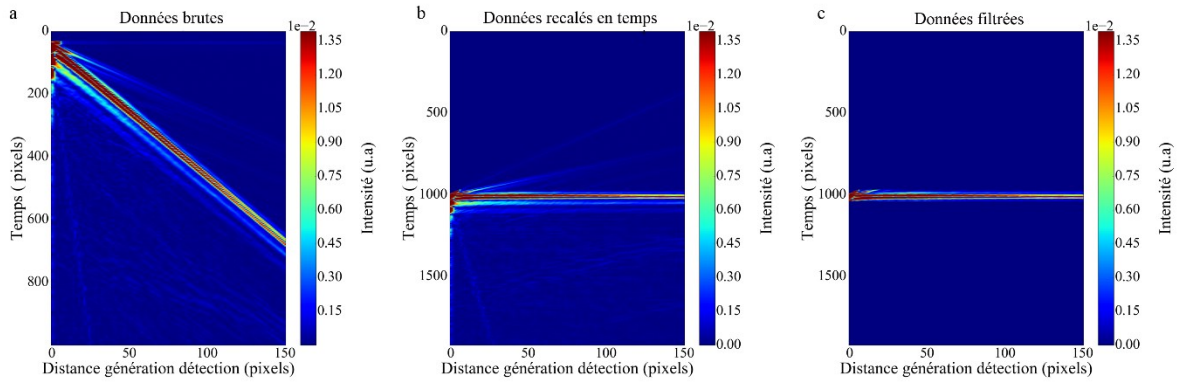 a
Données brutes
1e−2
0
200
400
600
800
Temps ( pixels)
0
50
100
150
Distance génération détection (pixels)
1.35
1.20
1.05
0.90
0.75
0.60
0.45
0.30
0.15
Intensité (u.a)
b
Données recalés en temps
1e−2
0
500
1000
1500
Temps ( pixels)
0
50
100
150
Distance génération détection (pixels)
1.35
1.20
1.05
0.90
0.75
0.60
0.45
0.30
0.15
Intensité (u.a)
c
Données filtrées
1e−2
0
500
1000
1500
Temps ( pixels)
0
50
100
150
Distance génération détection (pixels)
1.35
1.20
1.05
0.90
0.75
0.60
0.45
0.30
0.15
Intensité (u.a)